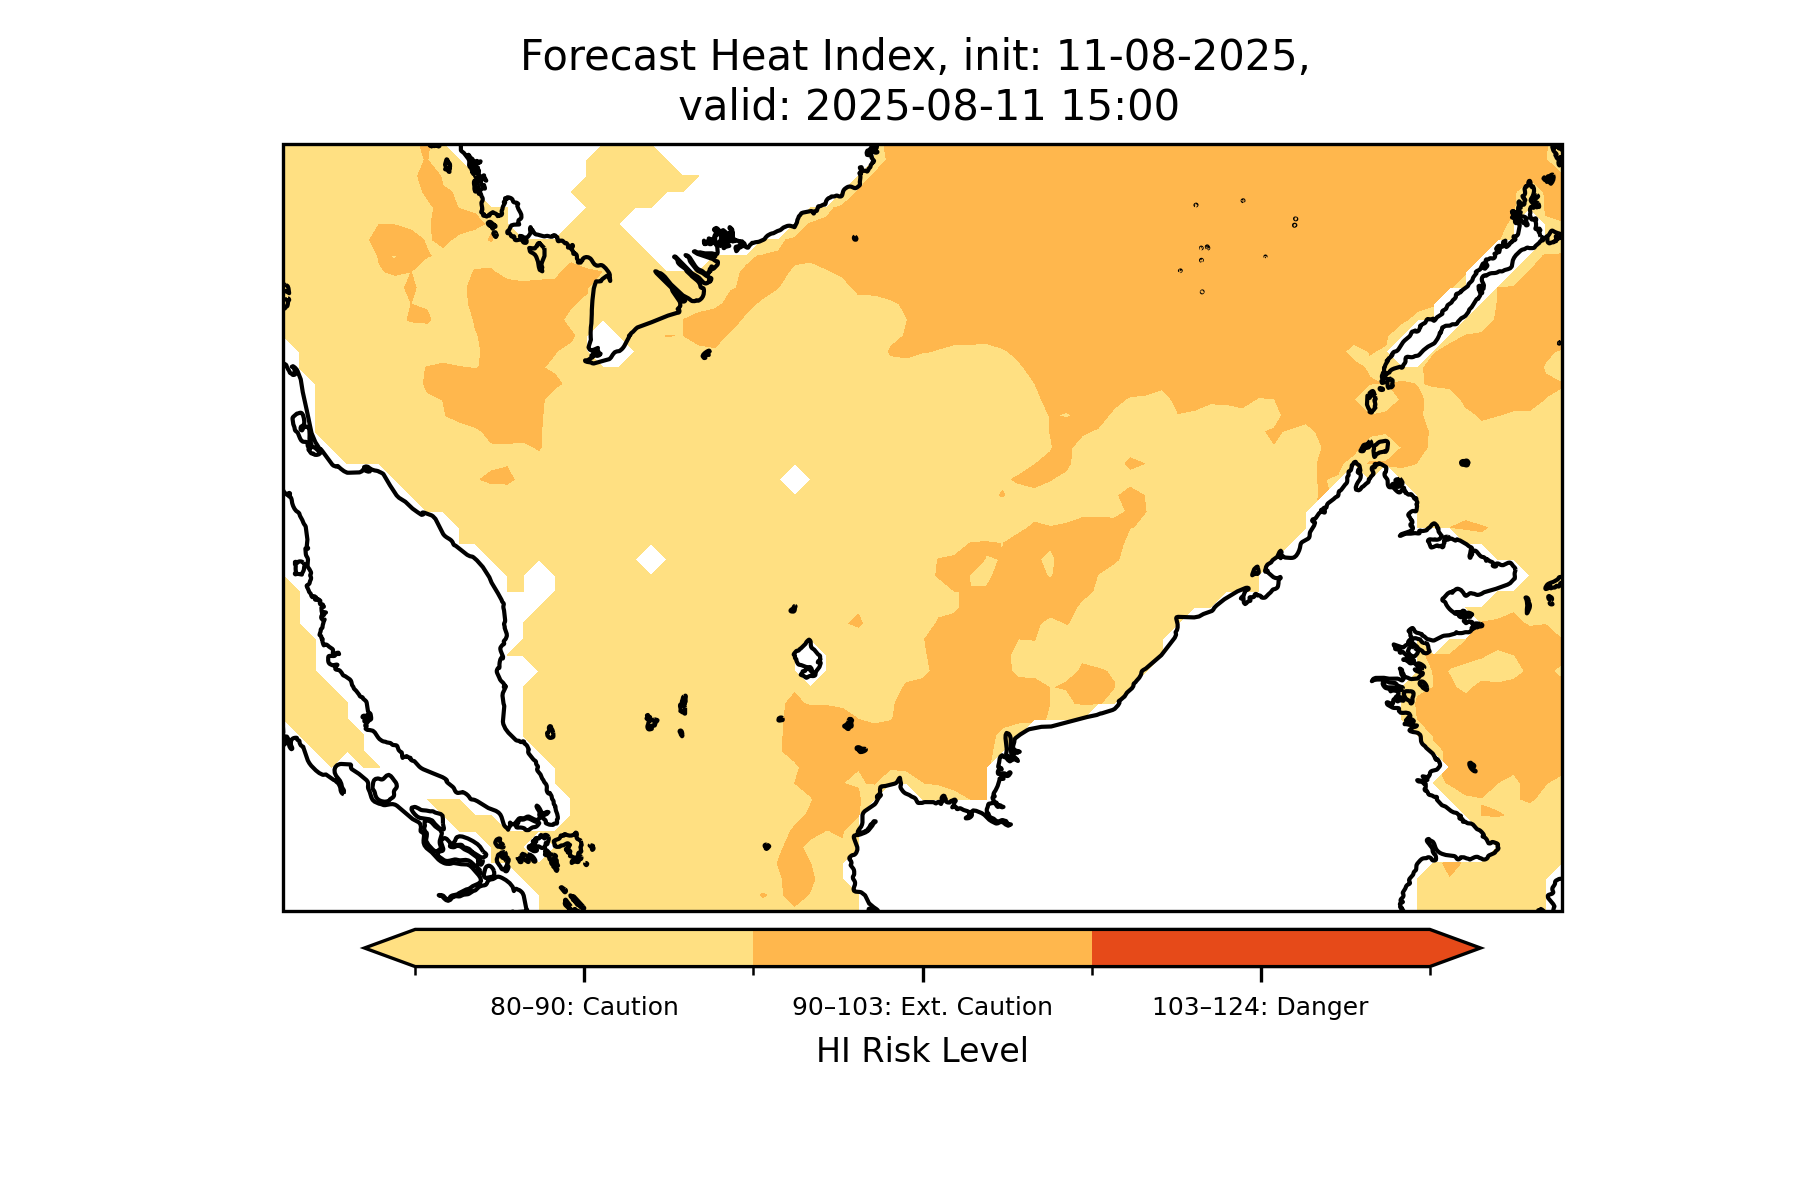 Forecast Heat Index, init: 11-08-2025,
valid: 2025-08-11 15:00
80–90: Caution
90–103: Ext. Caution
103–124: Danger
HI Risk Level